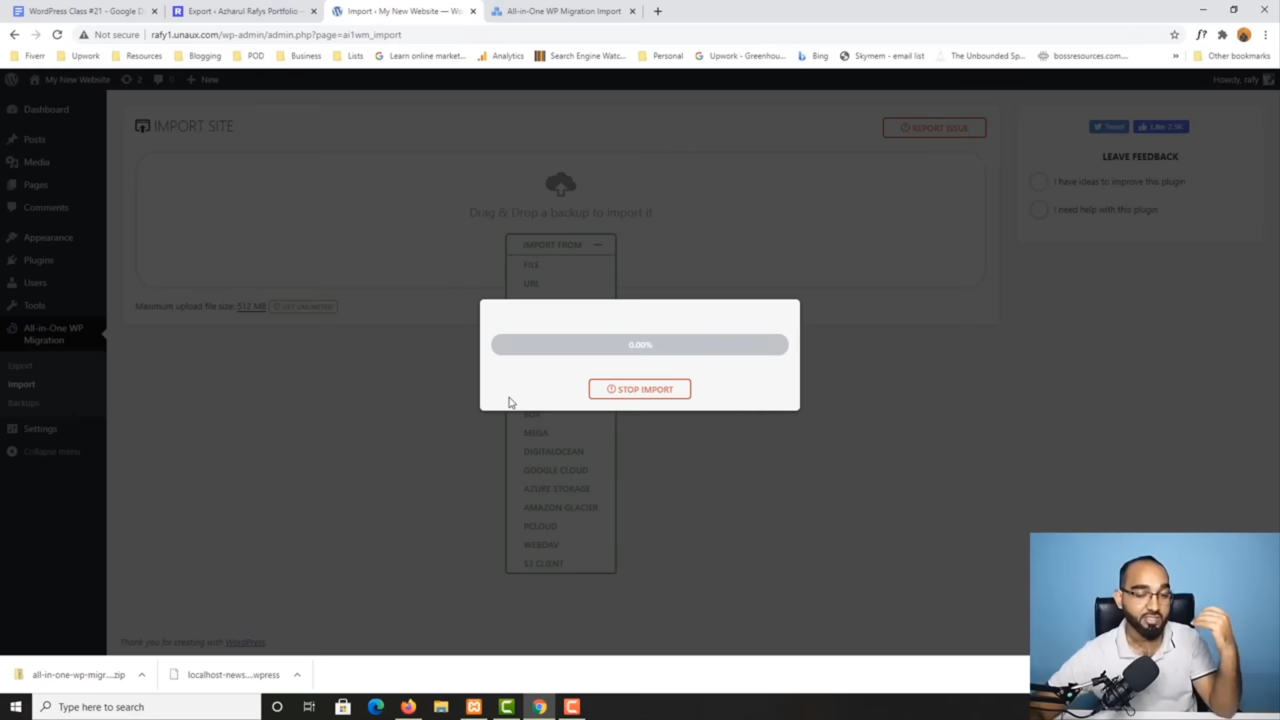 WordPress Class #21 - Google D
Export ‹ Azharul Rafys Portfolio —
Import ‹ My New Website — Wo
All-in-One WP Migration Import
Not secure
rafy1.unaux.com/wp-admin/admin.php?page=ai1wm_import
Fiverr
Upwork
Resources
Blogging
POD
Business
Lists
Learn online market...
Analytics
Search Engine Watc...
Personal
Upwork - Greenhou...
Bing
Skymem - email list
The Unbounded Sp...
bossresources.com...
»
Other bookmarks
My New Website
2
0
+ New
Howdy, rafy
Dashboard
Posts
Media
Pages
Comments
Appearance
Plugins
Users
Tools
All-in-One WP
Migration
Export
Import
Backups
Settings
Collapse menu
IMPORT SITE
REPORT ISSUE
Drag & Drop a backup to import it
IMPORT FROM
FILE
URL
Maximum upload file size: 512 MB
GET UNLIMITED
0.00%
STOP IMPORT
BOX
MEGA
DIGITALOCEAN
GOOGLE CLOUD
AZURE STORAGE
AMAZON GLACIER
PCLOUD
WEBDAV
S3 CLIENT
Tweet
LEAVE FEEDBACK
I have ideas to improve this plugin
I need help with this plugin
Thank you for creating with WordPress.
all-in-one-wp-migr....zip
localhost-news....wpress
Type here to search